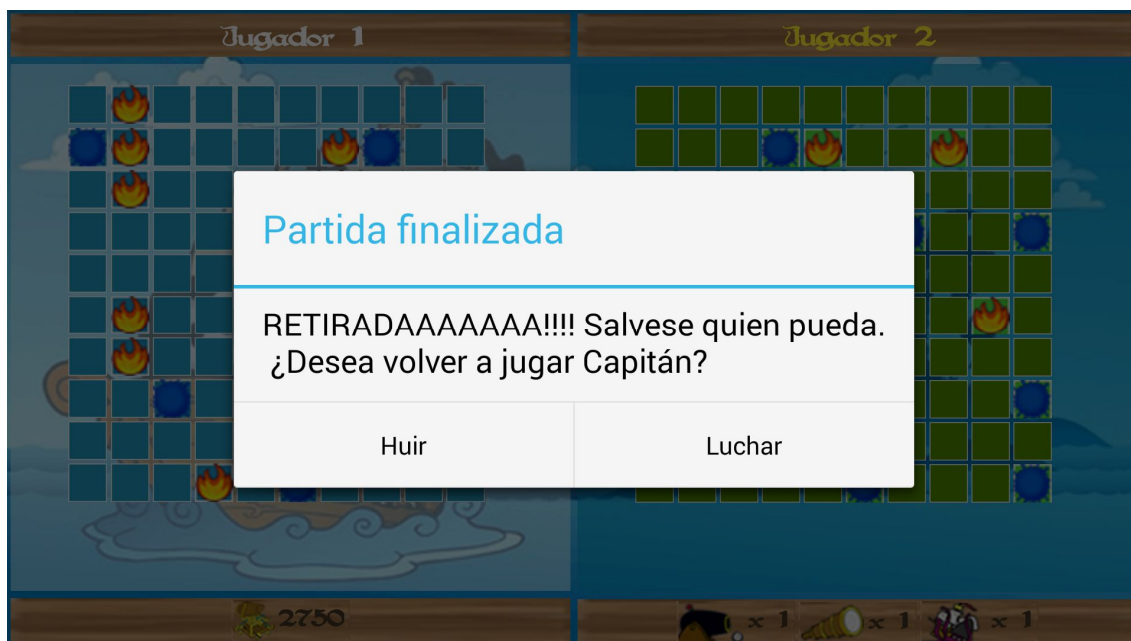 Jugador 1
Jugador 2
Partida finalizada
RETIRADAAAAAAA!!!! Salvese quien pueda.
¿Desea volver a jugar Capitán?
Huir
Luchar
2750
x 1
x 1
x 1